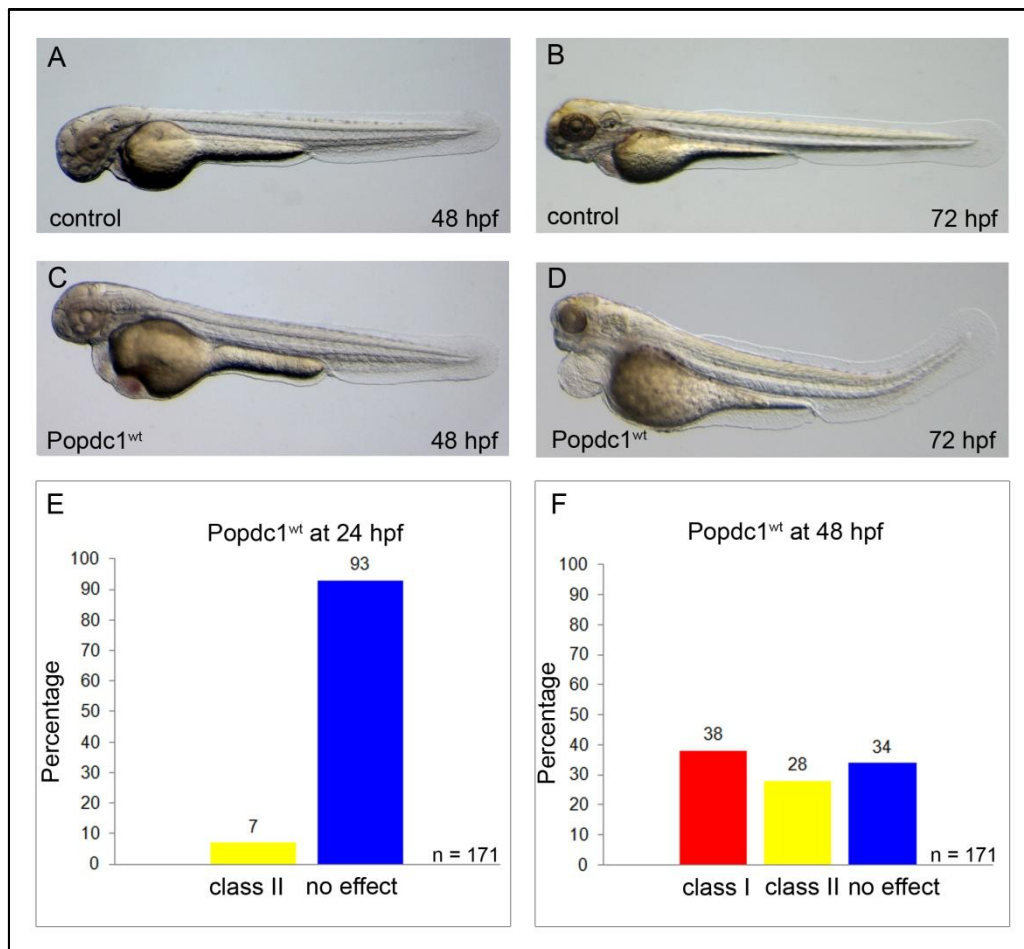 A
control 48 hpf
B
control 72 hpf
C
Popdc1ʷᵗ 48 hpf
D
Popdc1ʷᵗ 72 hpf
E
Popdc1ʷᵗ at 24 hpf
Percentage
100
90
80
70
60
50
40
30
20
10
0
7
93
class II no effect
n = 171
F
Popdc1ʷᵗ at 48 hpf
Percentage
100
90
80
70
60
50
40
30
20
10
0
38
28
34
class I class II no effect
n = 171